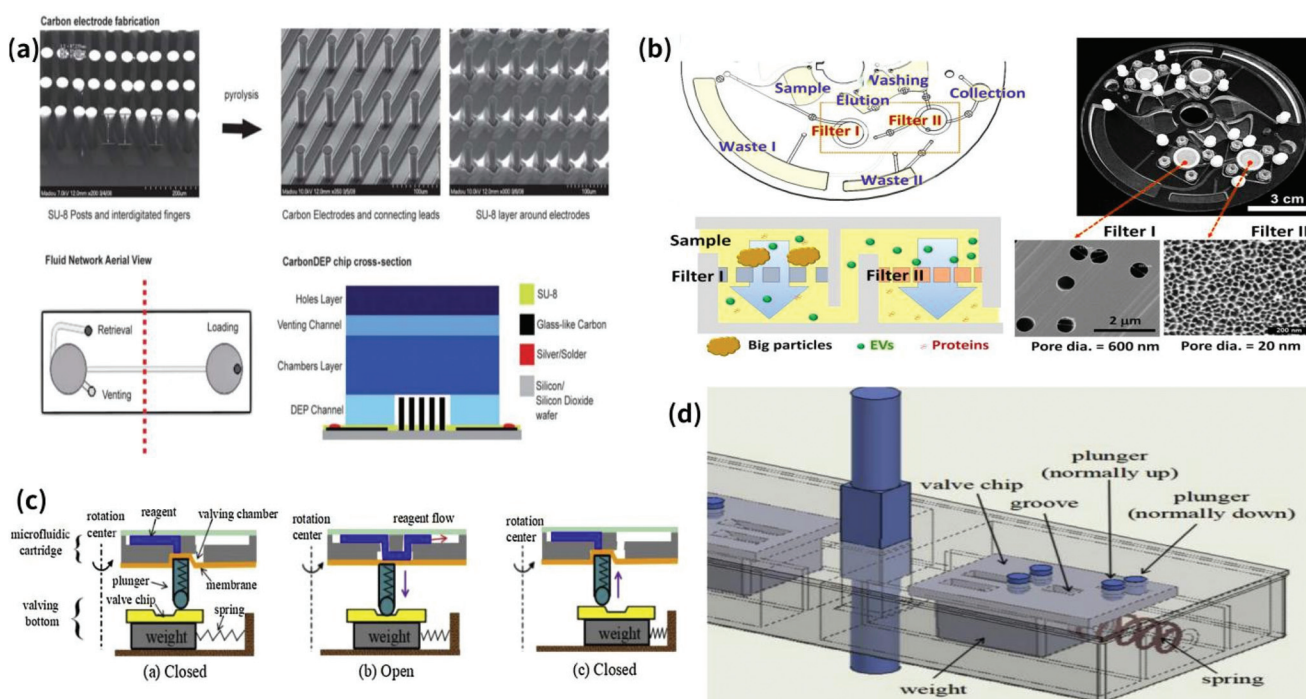 (a)
Carbon electrode fabrication
pyrolysis
200um
100um
100um
SU-8 Posts and interdigitated fingers
Carbon Electrodes and connecting leads
SU-8 layer around electrodes
Fluid Network Aerial View
Retrieval
Loading
Venting
CarbonDEP chip cross-section
Holes Layer
Venting Channel
Chambers Layer
DEP Channel
SU-8
Glass-like Carbon
Silver/Solder
Silicon/
Silicon Dioxide
wafer
(b)
Sample
Washing
Elution
Collection
Filter I
Filter II
Waste I
Waste II
3 cm
Sample
Filter I
Filter II
Big particles
EVs
Proteins
Filter I
Filter II
2 μm
200 nm
Pore dia. = 600 nm
Pore dia. = 20 nm
(c)
microfluidic
cartridge
rotation
center
reagent
valving chamber
plunger
membrane
valve chip
valving
bottom
spring
weight
(a) Closed
rotation
center
reagent flow
weight
(b) Open
rotation
center
weight
(c) Closed
(d)
valve chip
groove
plunger
(normally up)
plunger
(normally down)
weight
spring